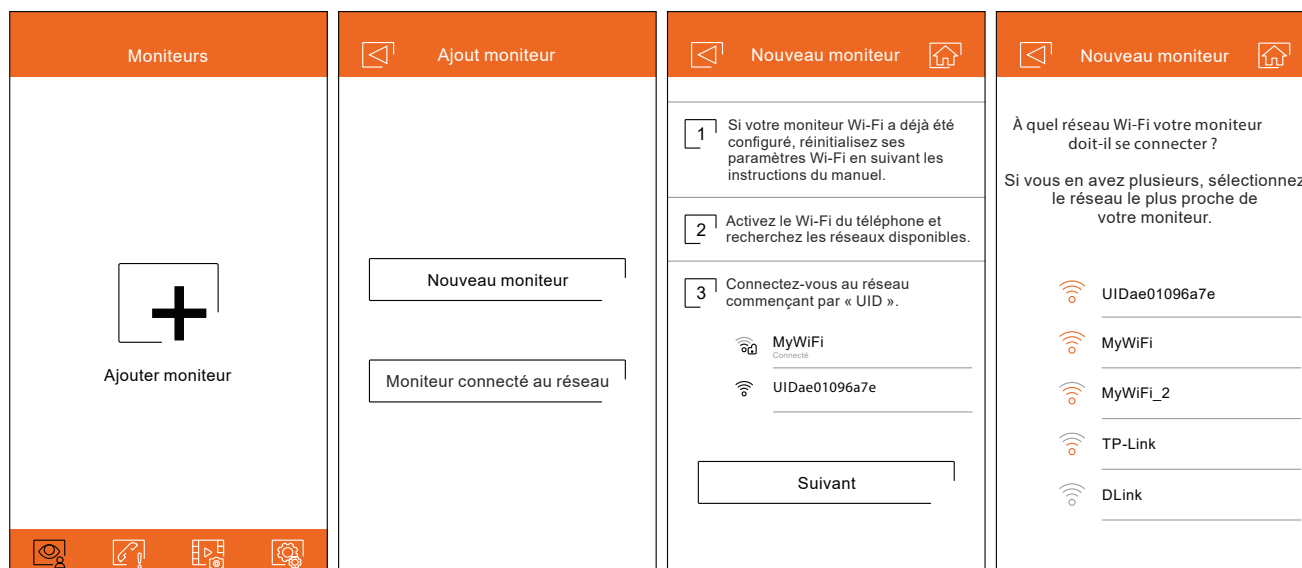 Moniteurs
Ajouter moniteur
Ajout moniteur
Nouveau moniteur
Moniteur connecté au réseau
Nouveau moniteur
1
Si votre moniteur Wi-Fi a déjà été
configuré, réinitialisez ses
paramètres Wi-Fi en suivant les
instructions du manuel.
2
Activez le Wi-Fi du téléphone et
recherchez les réseaux disponibles.
3
Connectez-vous au réseau
commençant par « UID ».
MyWiFi
Connecté
UIDae01096a7e
Suivant
Nouveau moniteur
À quel réseau Wi-Fi votre moniteur
doit-il se connecter ?
Si vous en avez plusieurs, sélectionnez
le réseau le plus proche de
votre moniteur.
UIDae01096a7e
MyWiFi
MyWiFi_2
TP-Link
DLink